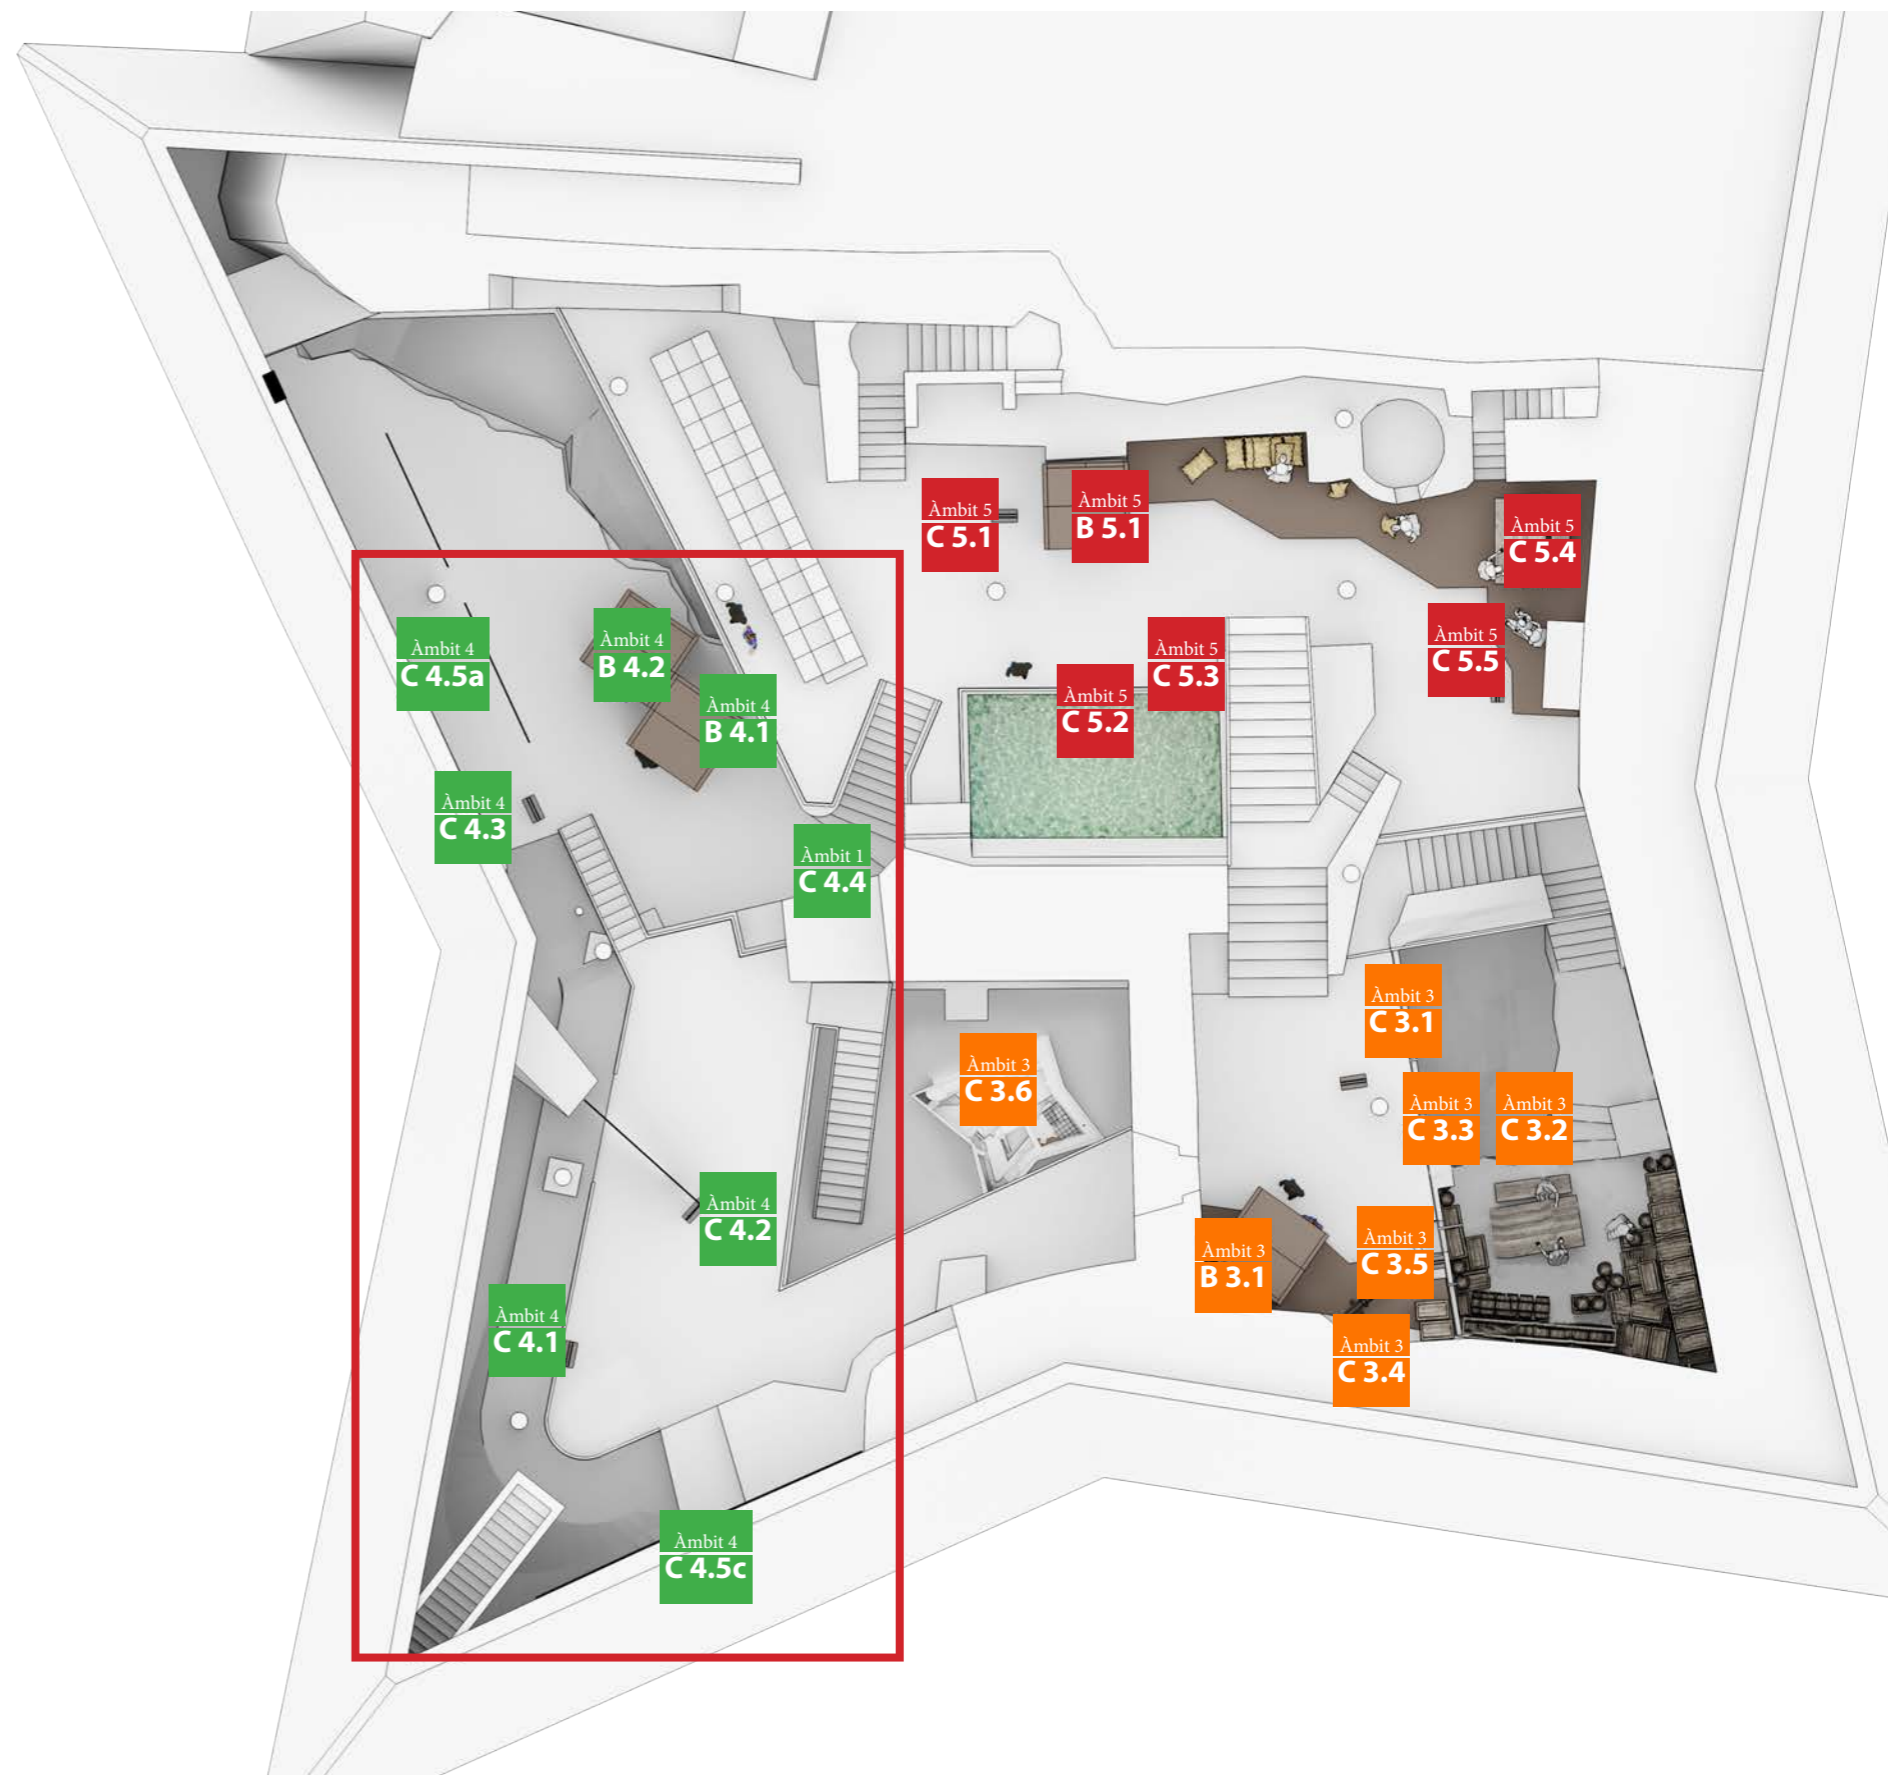 Àmbit 5
C 5.1
Àmbit 5
B 5.1
Àmbit 5
C 5.4
Àmbit 4
C 4.5a
Àmbit 4
B 4.2
Àmbit 4
B 4.1
Àmbit 5
C 5.2
Àmbit 5
C 5.3
Àmbit 5
C 5.5
Àmbit 4
C 4.3
Àmbit 1
C 4.4
Àmbit 3
C 3.6
Àmbit 3
C 3.1
Àmbit 3
C 3.3
Àmbit 3
C 3.2
Àmbit 4
C 4.2
Àmbit 3
B 3.1
Àmbit 3
C 3.5
Àmbit 4
C 4.1
Àmbit 3
C 3.4
Àmbit 4
C 4.5c